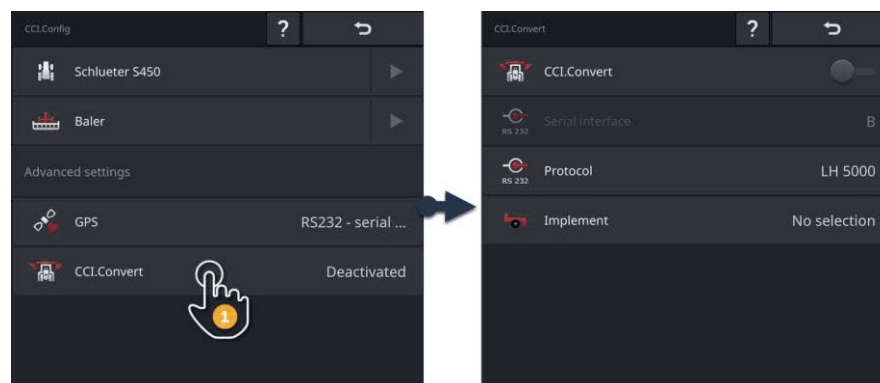 CCI.Config
?
Schlueter S450
Baler
Advanced settings
GPS RS232 - serial ...
CCI.Convert Deactivated
1
CCI.Convert
?
CCI.Convert
RS 232 Serial interface B
RS 232 Protocol LH 5000
Implement No selection